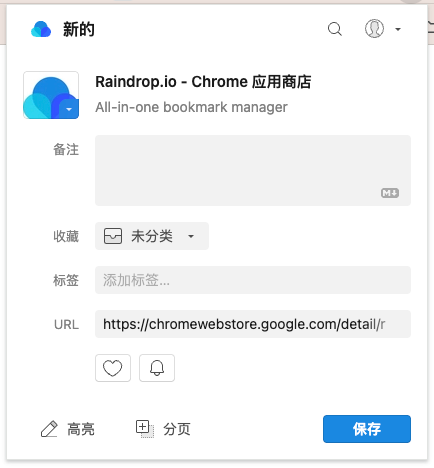 新的
Raindrop.io - Chrome 应用商店
All-in-one bookmark manager
备注
M↓
收藏 未分类
标签 添加标签...
URL https://chromewebstore.google.com/detail/r
高亮 分页 保存